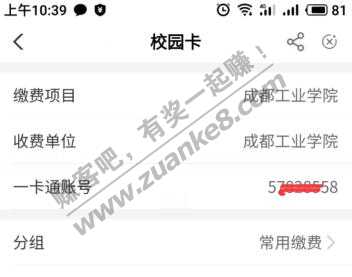 上午10:39 81
校园卡
缴费项目 成都工业学院
收费单位 成都工业学院
一卡通账号 58
分组 常用缴费
赚客吧，有奖一起赚！
www.zuanke8.com